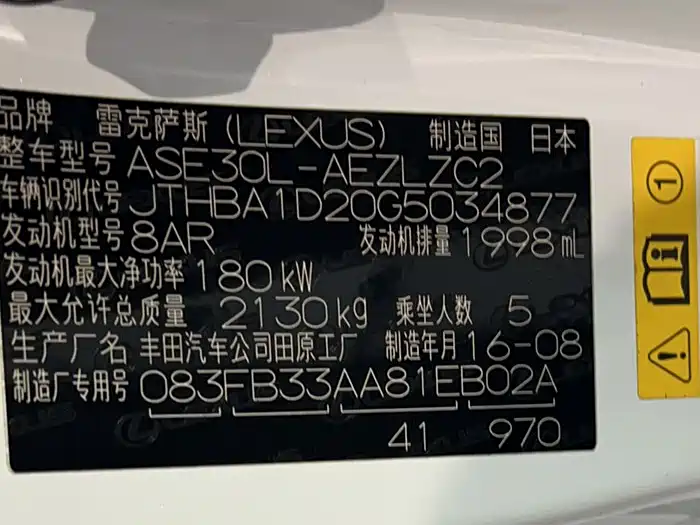 品牌 雷克萨斯 (LEXUS) 制造国 日本
整车型号 ASE30L-AEZLZC2
车辆识别代号 JTHBA1D20G5034877
发动机型号 8AR 发动机排量 1998 mL
发动机最大净功率 180 kW
最大允许总质量 2130 kg 乘坐人数 5
生产厂名 丰田汽车公司田原工厂 制造年月 16-08
制造厂专用号 083FB33AA81EB02A
41 970
1